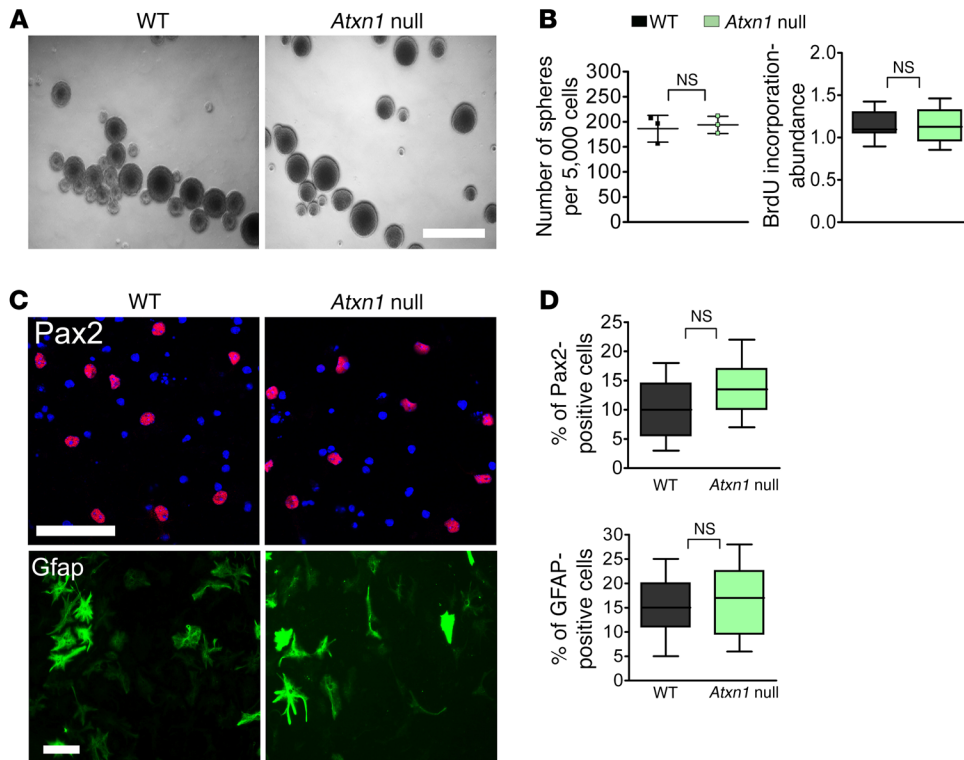 A
WT
Atxn1 null
B
WT
Atxn1 null
Number of spheres
per 5,000 cells
300
250
200
150
100
50
0
NS
BrdU incorporation-
abundance
2.0
1.5
1.0
0.5
0.0
NS
C
WT
Atxn1 null
Pax2
Gfap
D
% of Pax2-
positive cells
25
20
15
10
5
0
NS
WT
Atxn1 null
% of GFAP-
positive cells
30
25
20
15
10
5
0
NS
WT
Atxn1 null